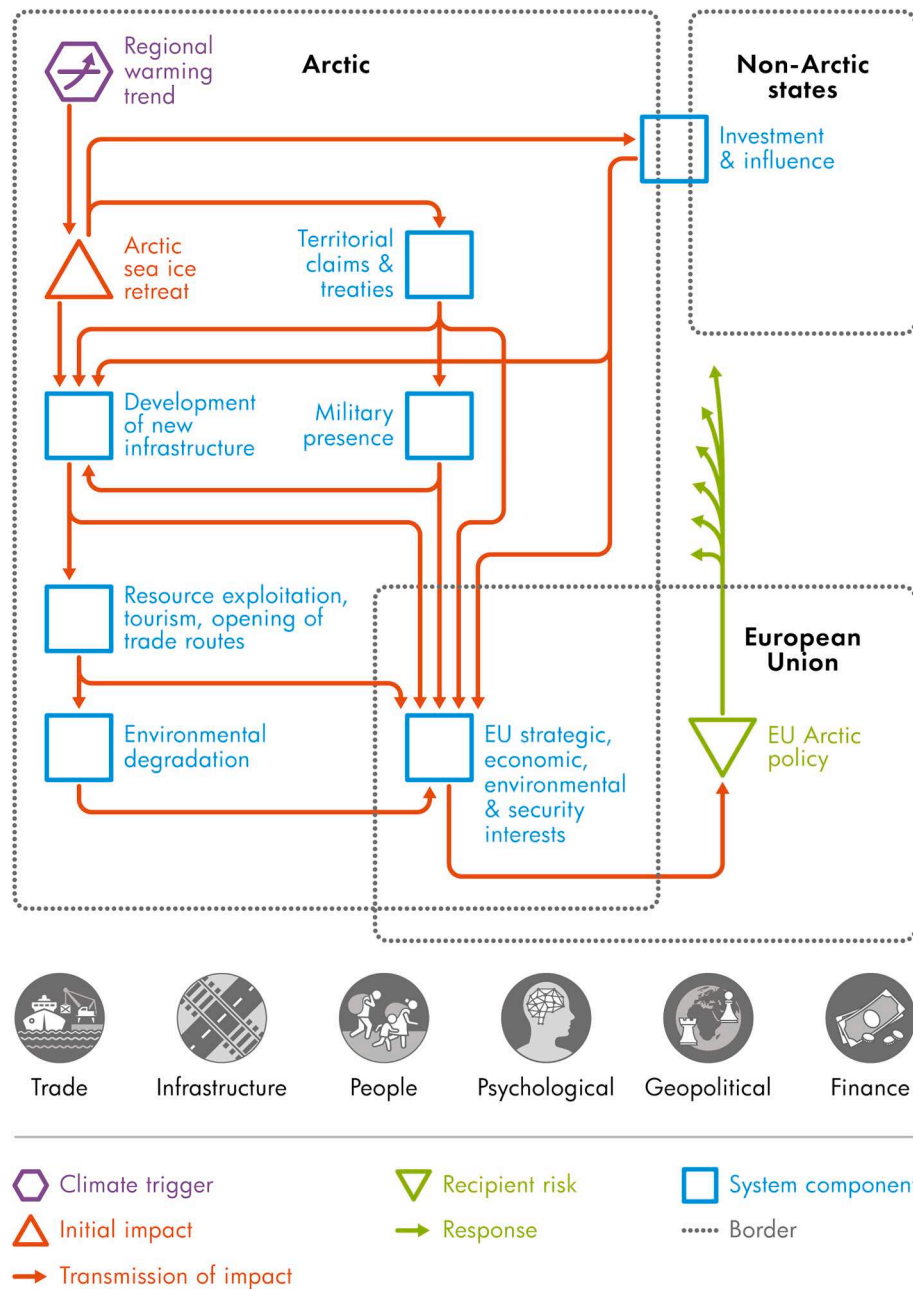 Regional
warming
trend
Arctic
Non-Arctic
states
Investment
& influence
Arctic
sea ice
retreat
Territorial
claims &
treaties
Development
of new
infrastructure
Military
presence
Resource exploitation,
tourism, opening of
trade routes
European
Union
Environmental
degradation
EU strategic,
economic,
environmental
& security
interests
EU Arctic
policy
Trade
Infrastructure
People
Psychological
Geopolitical
Finance
Climate trigger
Recipient risk
System component
Initial impact
Response
Border
Transmission of impact